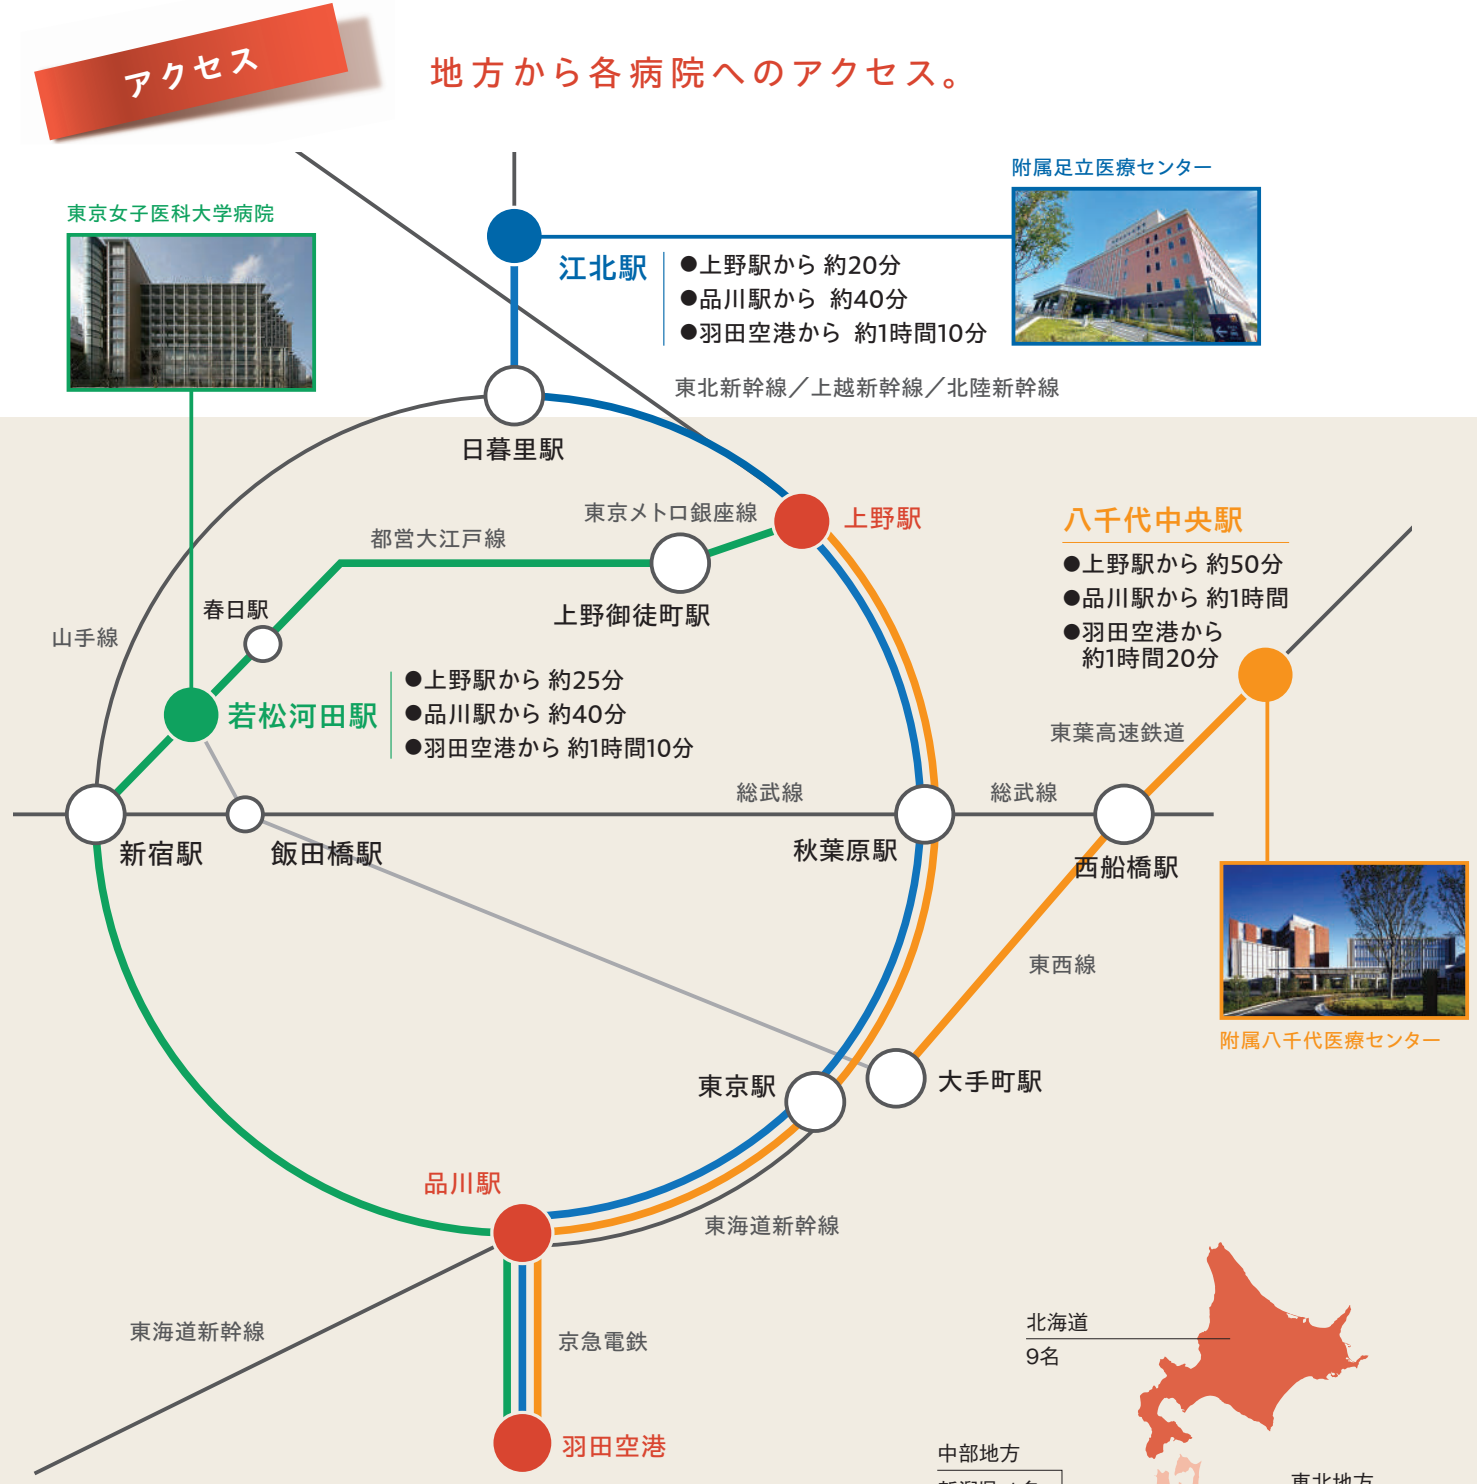 アクセス
地方から各病院へのアクセス。
附属足立医療センター
東京女子医科大学病院
江北駅
●上野駅から 約20分
●品川駅から 約40分
●羽田空港から 約1時間10分
東北新幹線／上越新幹線／北陸新幹線
日暮里駅
東京メトロ銀座線
上野駅
都営大江戸線
上野御徒町駅
春日駅
山手線
八千代中央駅
●上野駅から 約50分
●品川駅から 約1時間
●羽田空港から
約1時間20分
若松河田駅
●上野駅から 約25分
●品川駅から 約40分
●羽田空港から 約1時間10分
東葉高速鉄道
総武線
総武線
新宿駅
飯田橋駅
秋葉原駅
西船橋駅
東西線
附属八千代医療センター
東京駅
大手町駅
品川駅
東海道新幹線
東海道新幹線
京急電鉄
羽田空港
北海道
9名
中部地方
東北地方